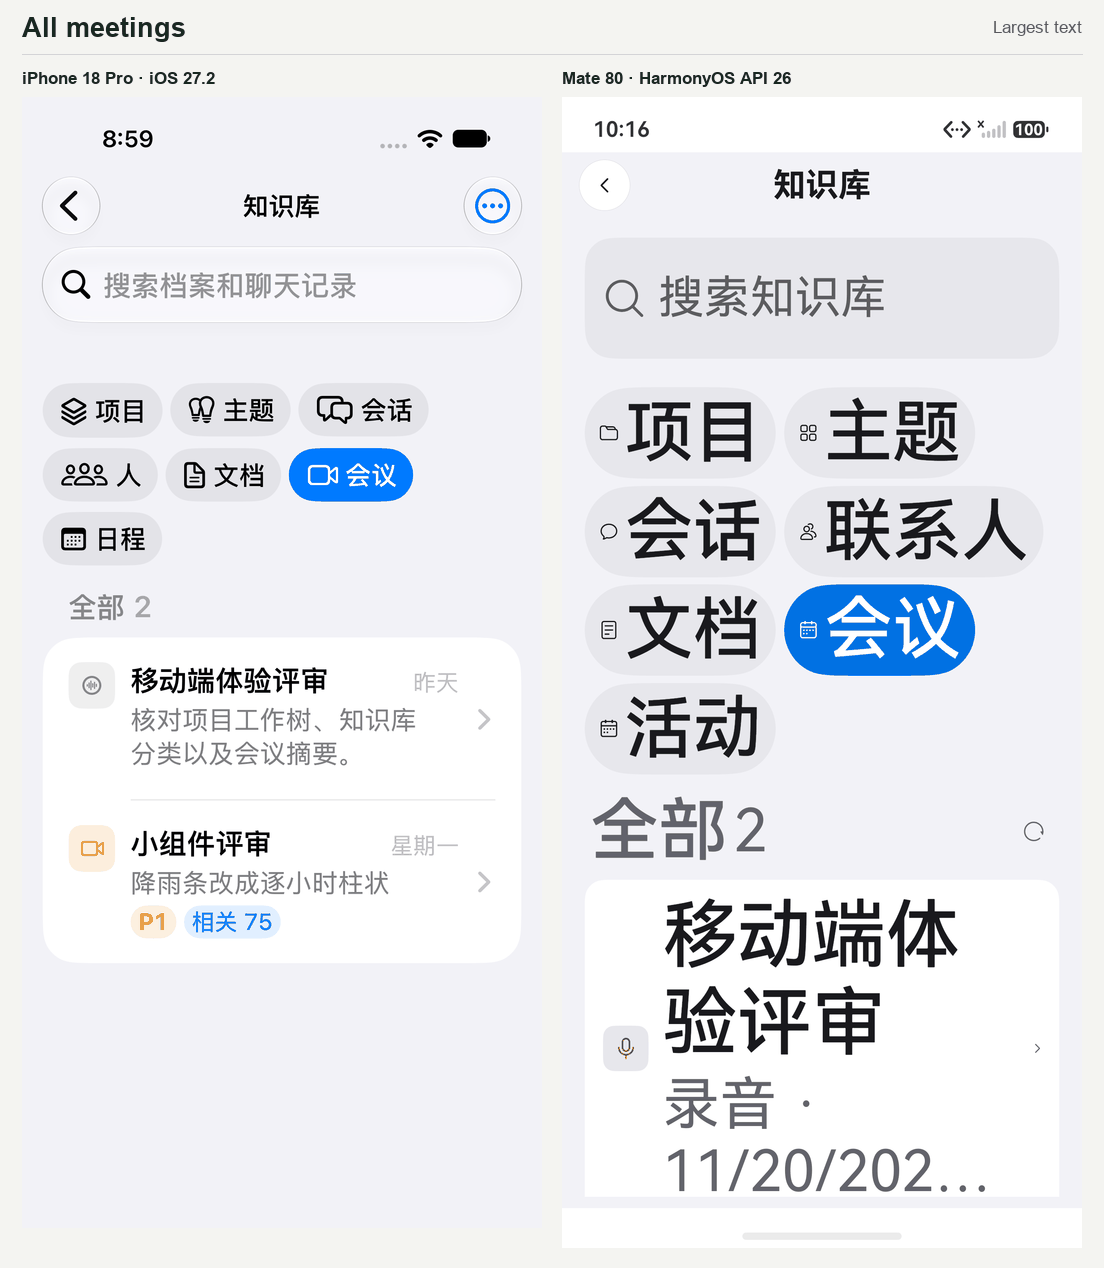 All meetings
Largest text
iPhone 18 Pro · iOS 27.2
8:59
知识库
搜索档案和聊天记录
项目 主题 会话
人 文档 会议
日程
全部 2
移动端体验评审 昨天
核对项目工作树、知识库
分类以及会议摘要。
小组件评审 星期一
降雨条改成逐小时柱状
P1 相关 75
Mate 80 · HarmonyOS API 26
10:16
100
知识库
搜索知识库
项目 主题
会话 联系人
文档 会议
活动
全部 2
移动端体
验评审
录音 ·
11/20/202...